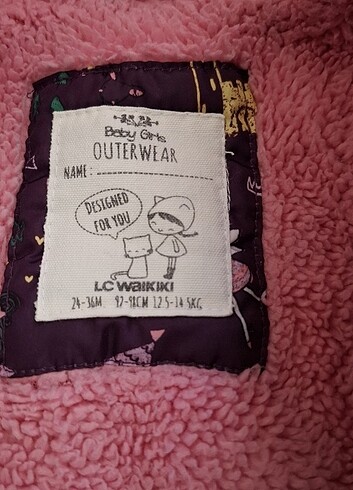 Baby Girls
OUTERWEAR
NAME:
DESIGNED
FOR YOU
LC WAIKIKI
24-36M 92-98CM 12.5-14.5KG